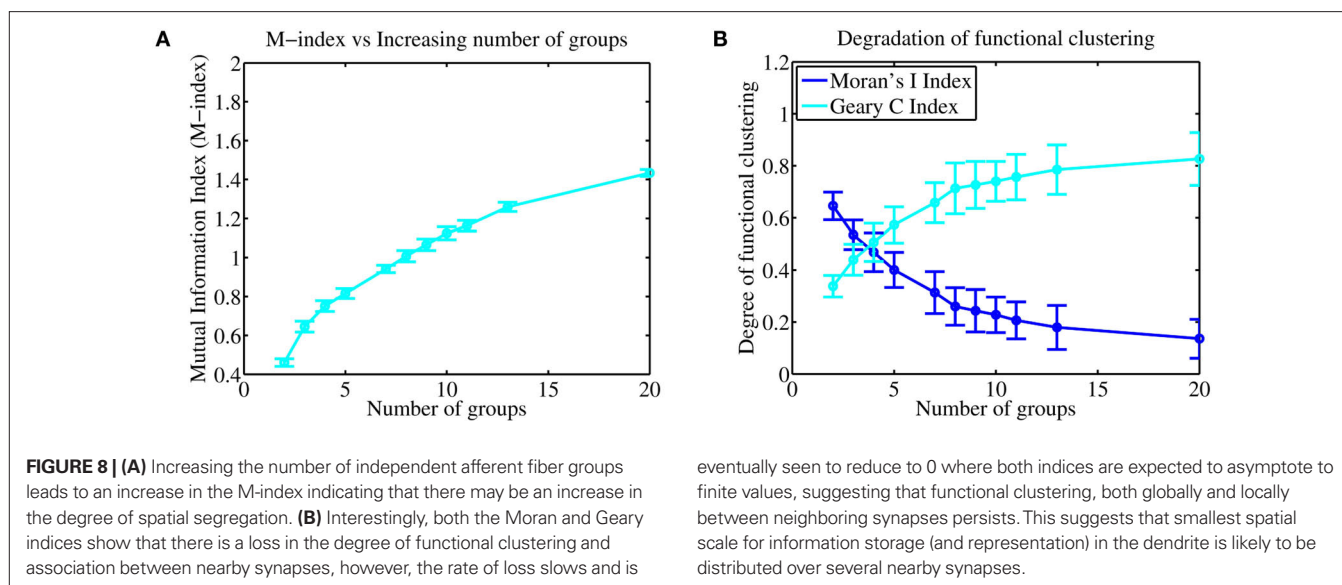 A
M−index vs Increasing number of groups
Mutual Information Index (M−index)
2
1.8
1.6
1.4
1.2
1
0.8
0.6
0.4
0
5
10
15
20
Number of groups
B
Degradation of functional clustering
Degree of functional clustering
1.2
1
0.8
0.6
0.4
0.2
0
Moran's I Index
Geary C Index
0
5
10
15
20
Number of groups
FIGURE 8 | (A) Increasing the number of independent afferent fiber groups
leads to an increase in the M-index indicating that there may be an increase in
the degree of spatial segregation. (B) Interestingly, both the Moran and Geary
indices show that there is a loss in the degree of functional clustering and
association between nearby synapses, however, the rate of loss slows and is
eventually seen to reduce to 0 where both indices are expected to asymptote to
finite values, suggesting that functional clustering, both globally and locally
between neighboring synapses persists. This suggests that smallest spatial
scale for information storage (and representation) in the dendrite is likely to be
distributed over several nearby synapses.